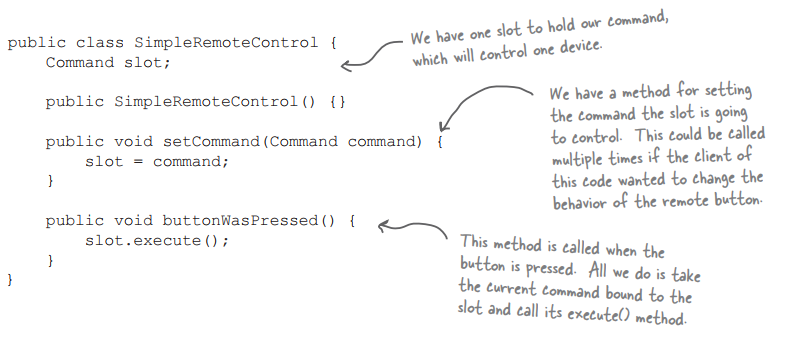 public class SimpleRemoteControl {
Command slot;
public SimpleRemoteControl() {}
public void setCommand(Command command) {
slot = command;
}
public void buttonWasPressed() {
slot.execute();
}
}
We have one slot to hold our command,
which will control one device.
We have a method for setting
the command the slot is going
to control. This could be called
multiple times if the client of
this code wanted to change the
behavior of the remote button.
This method is called when the
button is pressed. All we do is take
the current command bound to the
slot and call its execute() method.